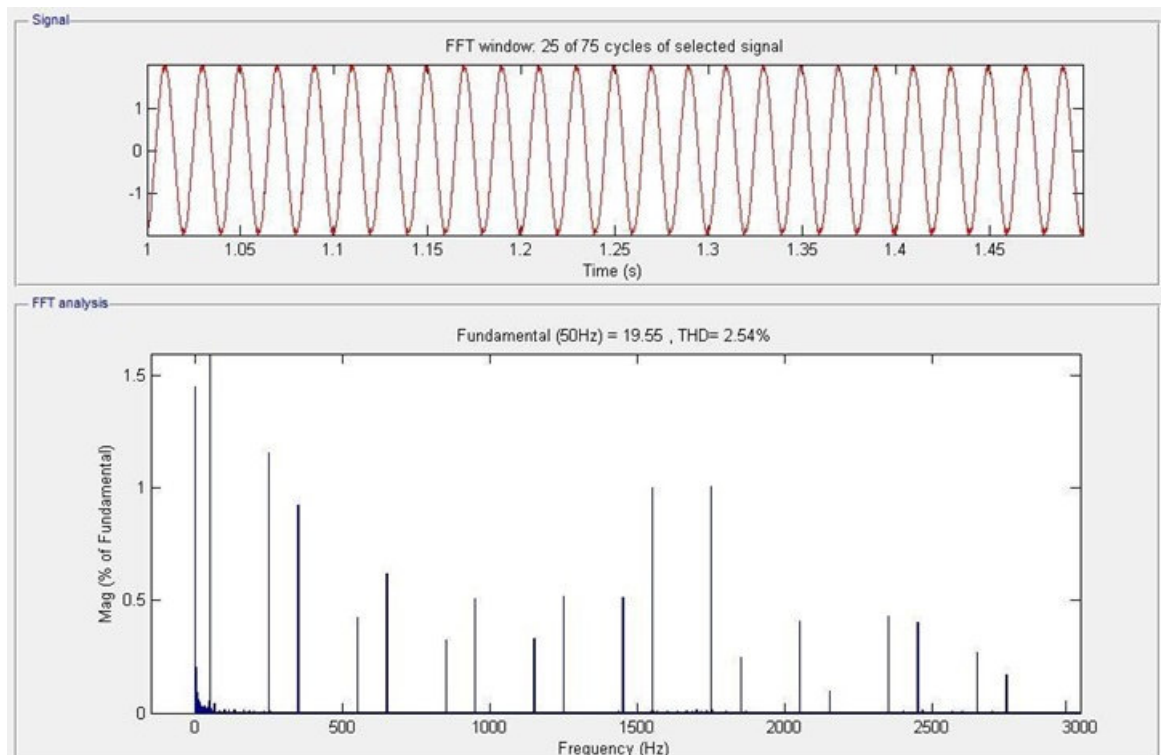 Signal
FFT window: 25 of 75 cycles of selected signal
1
0
-1
1 1.05 1.1 1.15 1.2 1.25 1.3 1.35 1.4 1.45
Time (s)
FFT analysis
Fundamental (50Hz) = 19.55 , THD= 2.54%
1.5
1
0.5
0
Mag (% of Fundamental)
0 500 1000 1500 2000 2500 3000
Frequency (Hz)